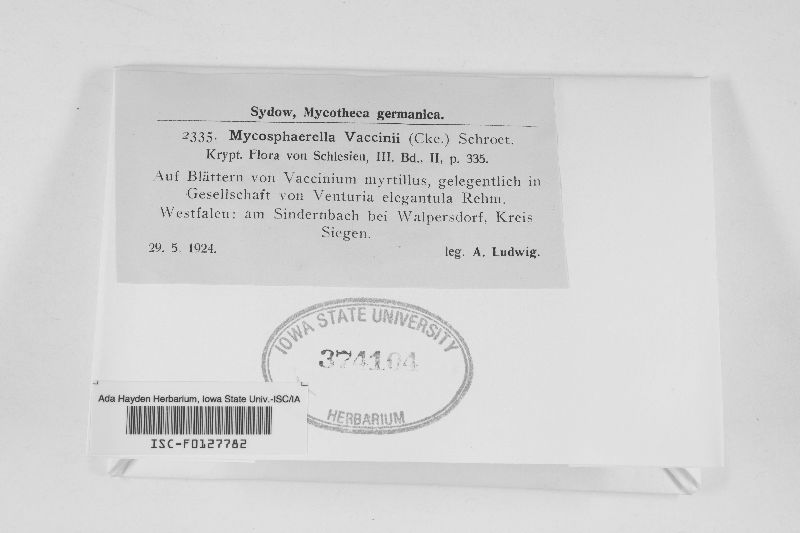 Sydow, Mycotheca germanica.
2335. Mycosphaerella Vaccinii (Cke.) Schroet.
Krypt. Flora von Schlesien, III. Bd., II, p. 335.
Auf Blättern von Vaccinium myrtillus, gelegentlich in
Gesellschaft von Venturia elegantula Rehm.
Westfalen: am Sindernbach bei Walpersdorf, Kreis
Siegen.
29. 5. 1924. leg. A. Ludwig.
IOWA STATE UNIVERSITY
374104
HERBARIUM
Ada Hayden Herbarium, Iowa State Univ.-ISC/IA
ISC-F0127782